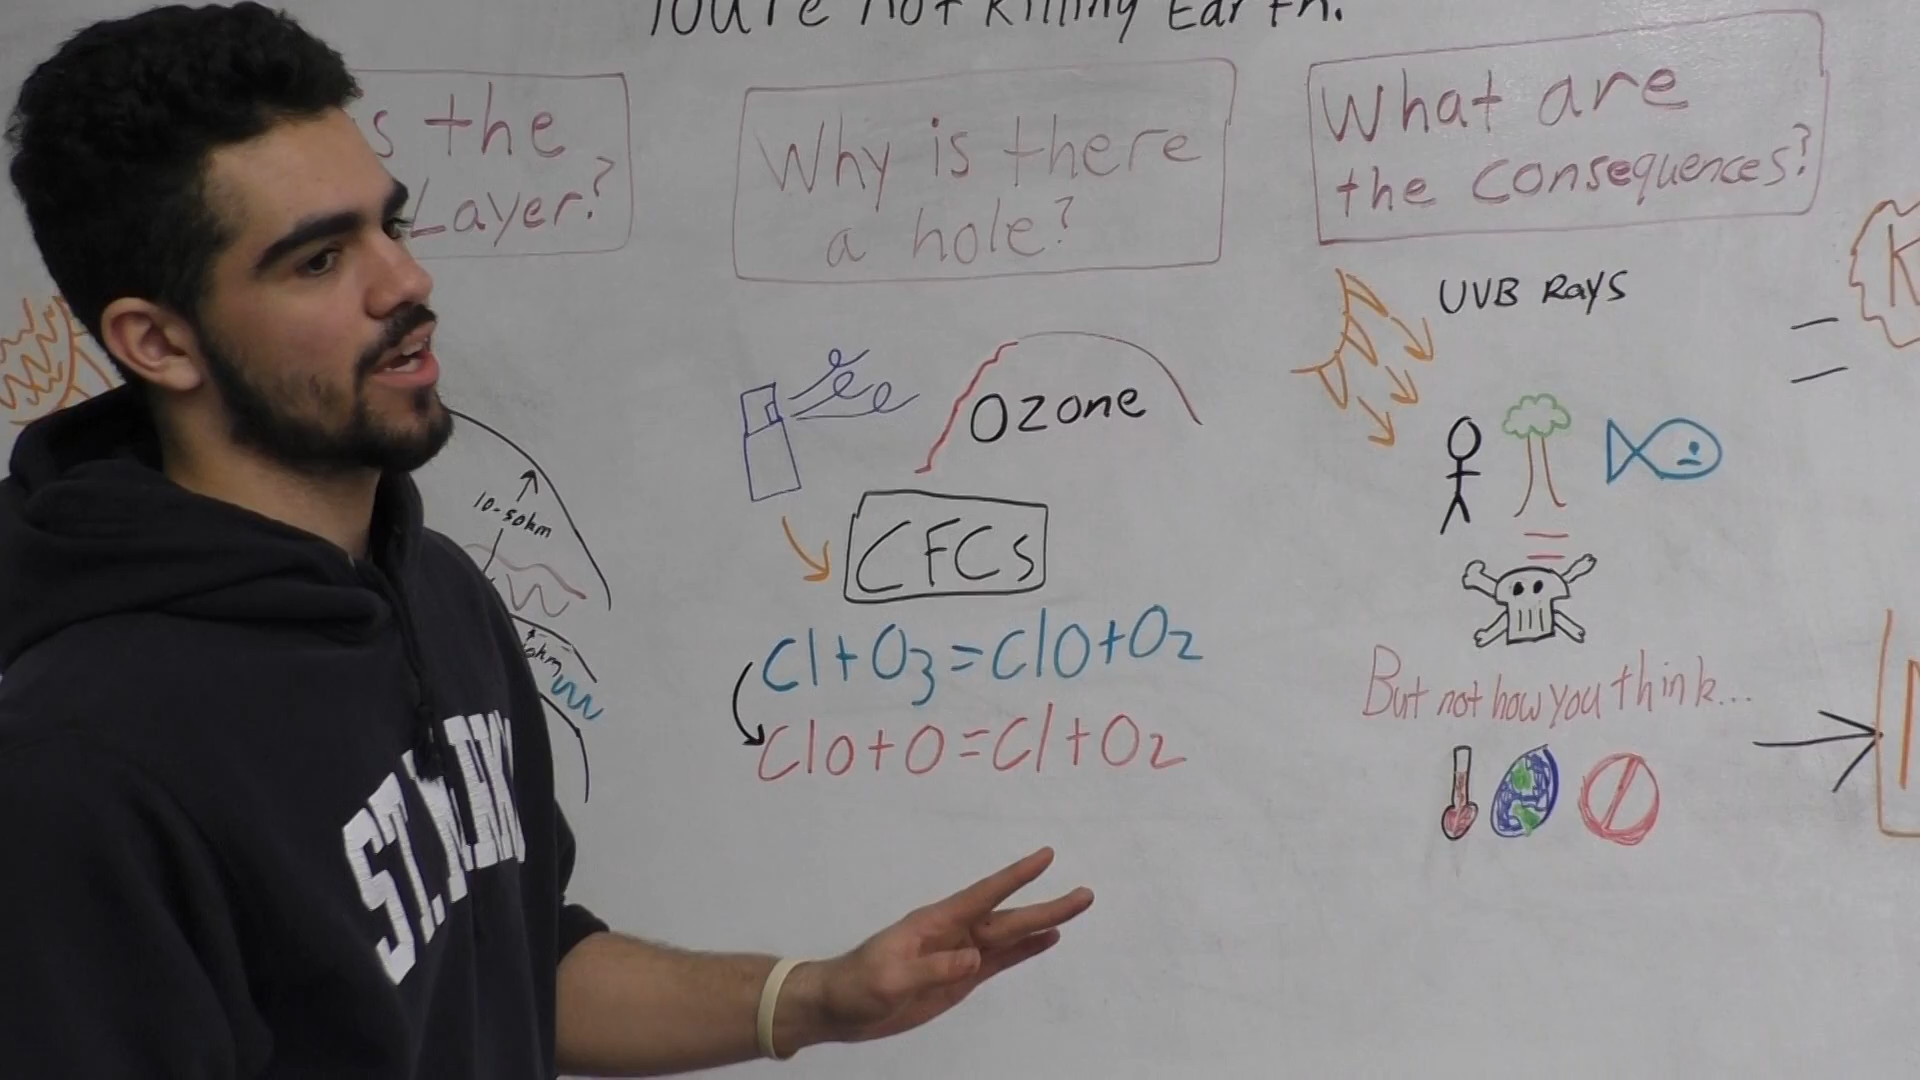 You're not killing Earth.
s the
Layer?
Why is there
a hole?
What are
the consequences?
UVB Rays
K
Ozone
10-50km
CFCs
Cl+O3=ClO+O2
ClO+O=Cl+O2
But not how you think...
ST.